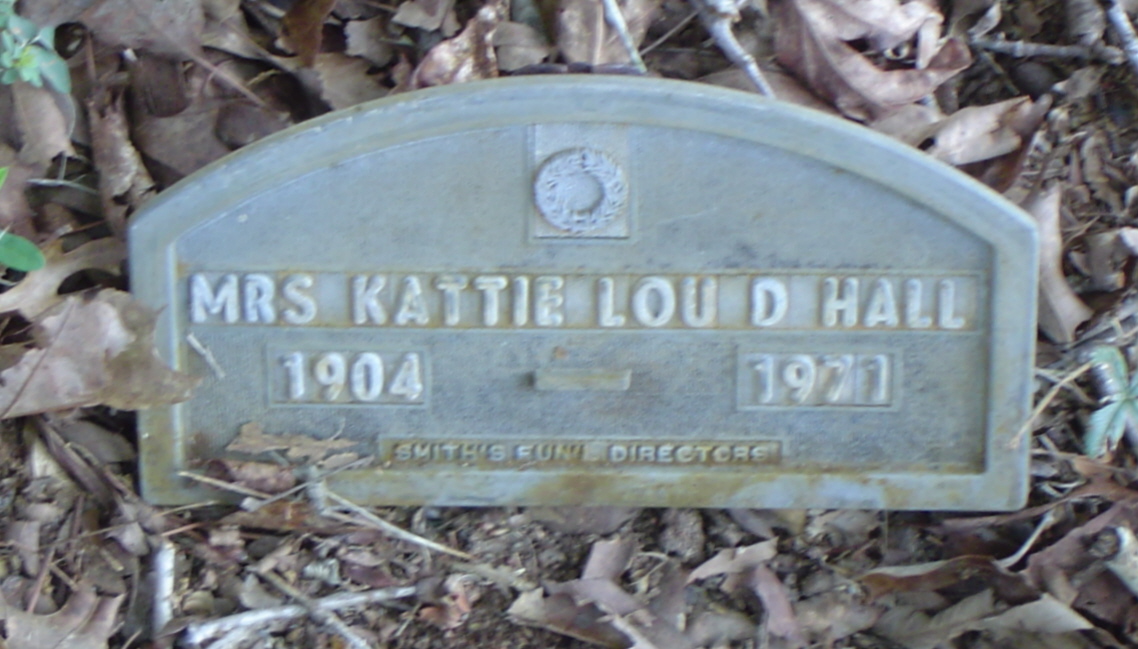 MRS KATTIE LOU D HALL
1904 - 1971
SMITH'S FUN'L DIRECTORS